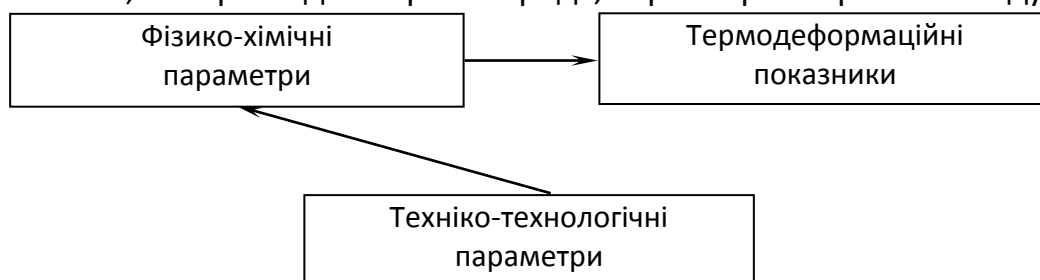 Фізико-хімічні
параметри
Термодеформаційні
показники
Техніко-технологічні
параметри